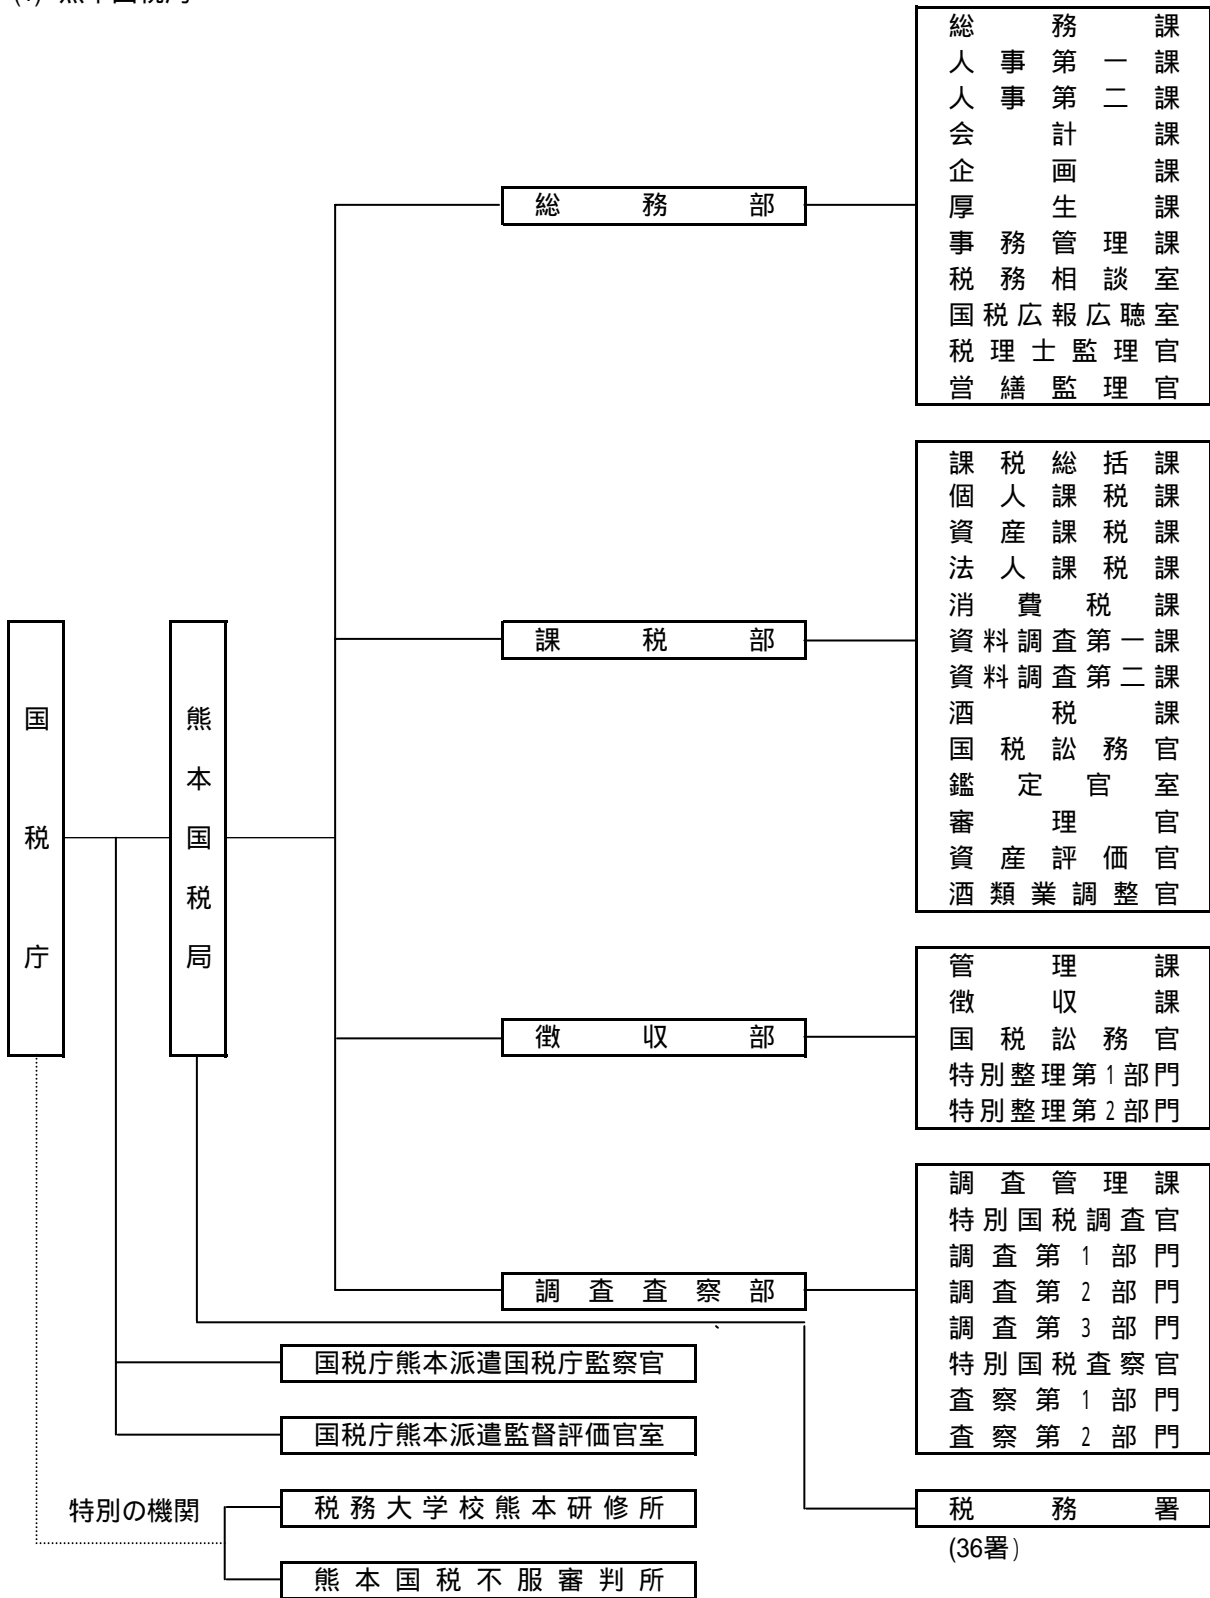 総務課
人事第一課
人事第二課
会計課
企画課
厚生課
事務管理課
税務相談室
国税広報広聴室
税理士監理官
営繕監理官
総務部
課税総括課
個人課税課
資産課税課
法人課税課
消費税課
資料調査第一課
資料調査第二課
酒税課
国税訟務官
鑑定官室
審理官
資産評価官
酒類業調整官
課税部
国税庁
熊本国税局
管理課
徴収課
国税訟務官
特別整理第1部門
特別整理第2部門
徴収部
調査管理課
特別国税調査官
調査第1部門
調査第2部門
調査第3部門
特別国税査察官
査察第1部門
査察第2部門
調査査察部
国税庁熊本派遣国税庁監察官
国税庁熊本派遣監督評価官室
特別の機関
税務大学校熊本研修所
熊本国税不服審判所
税務署
(36署)